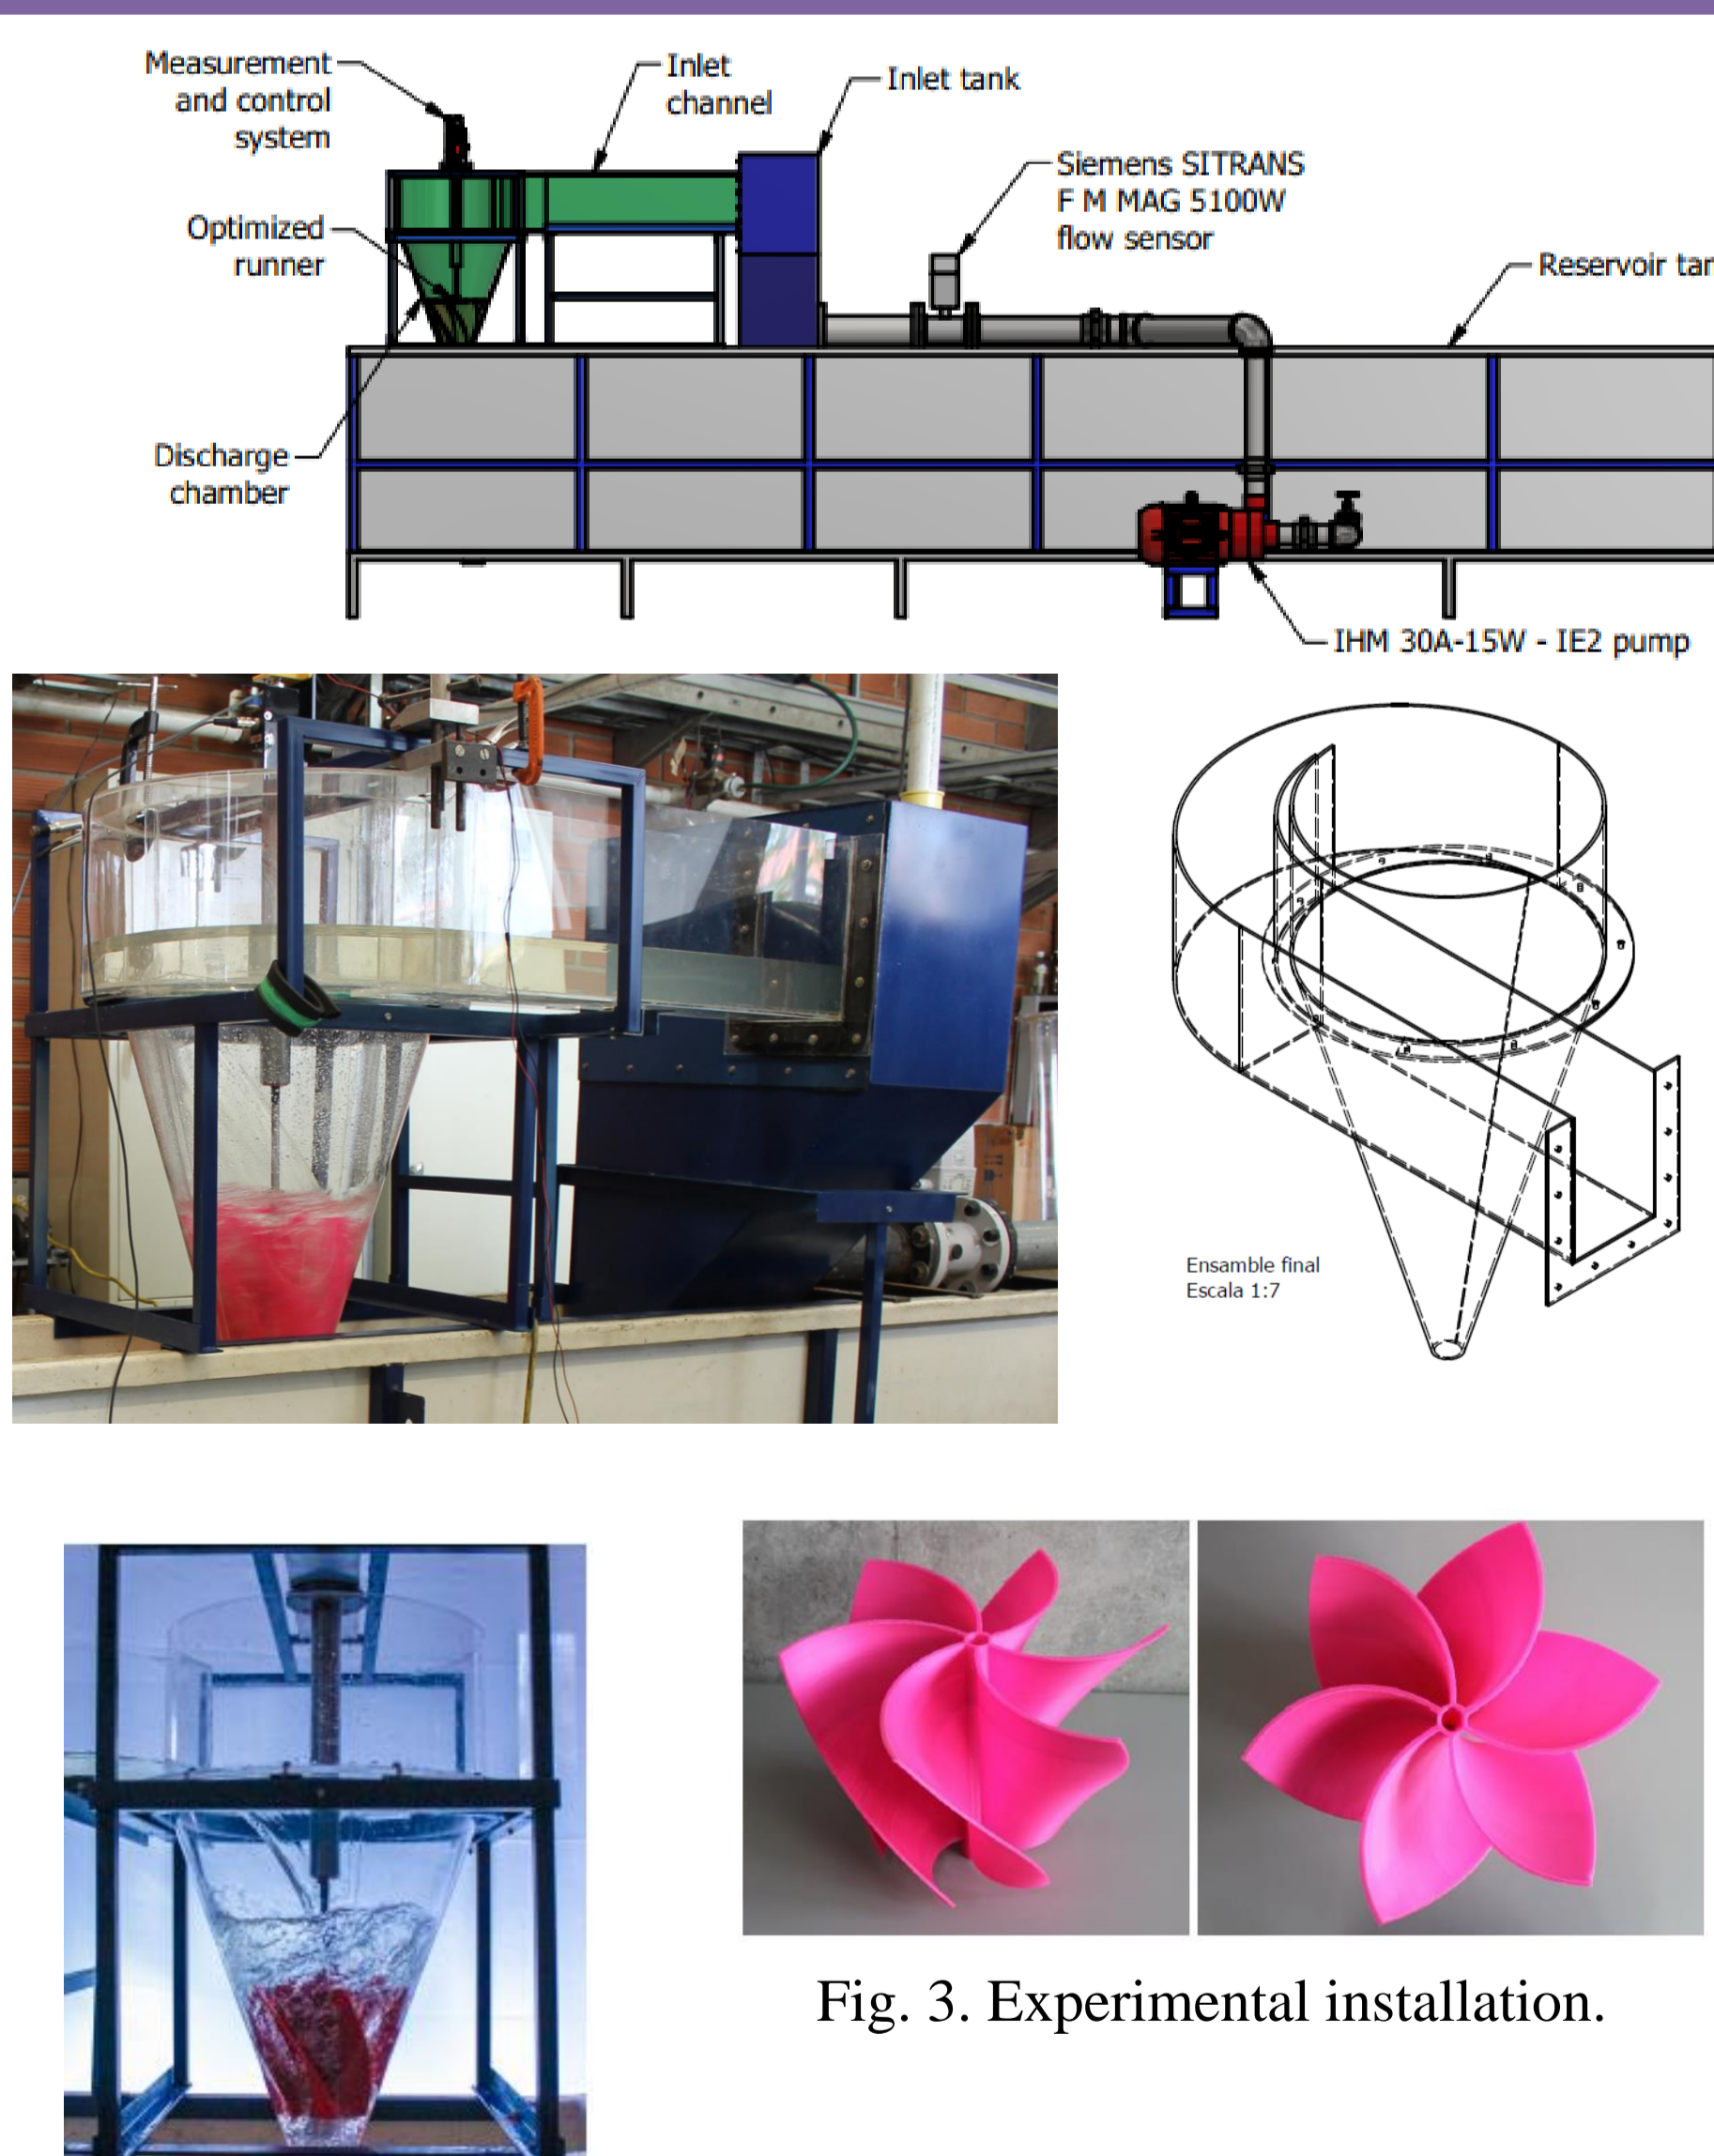 Measurement
and control
system
Inlet
channel
Inlet tank
Siemens SITRANS
F M MAG 5100W
flow sensor
Optimized
runner
Reservoir
Discharge
chamber
IHM 30A-15W - IE2 pump
Ensamble final
Escala 1:7
Fig. 3. Experimental installation.